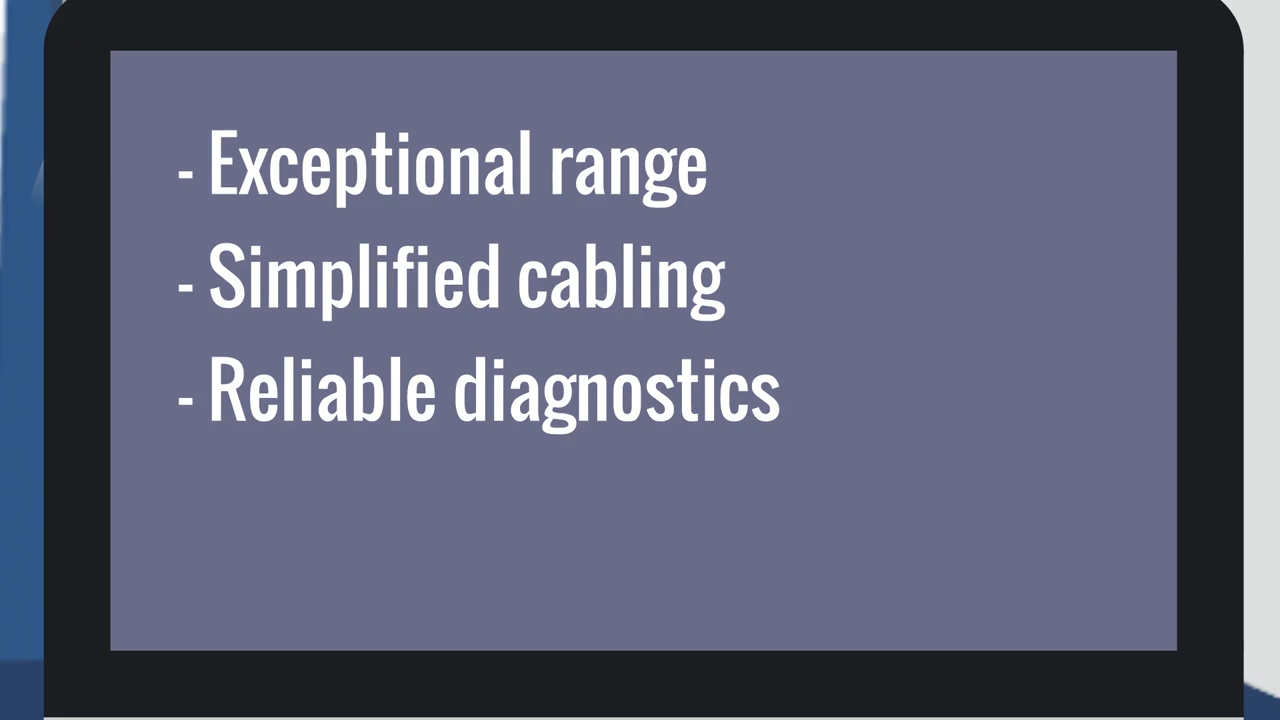 - Exceptional range
- Simplified cabling
- Reliable diagnostics